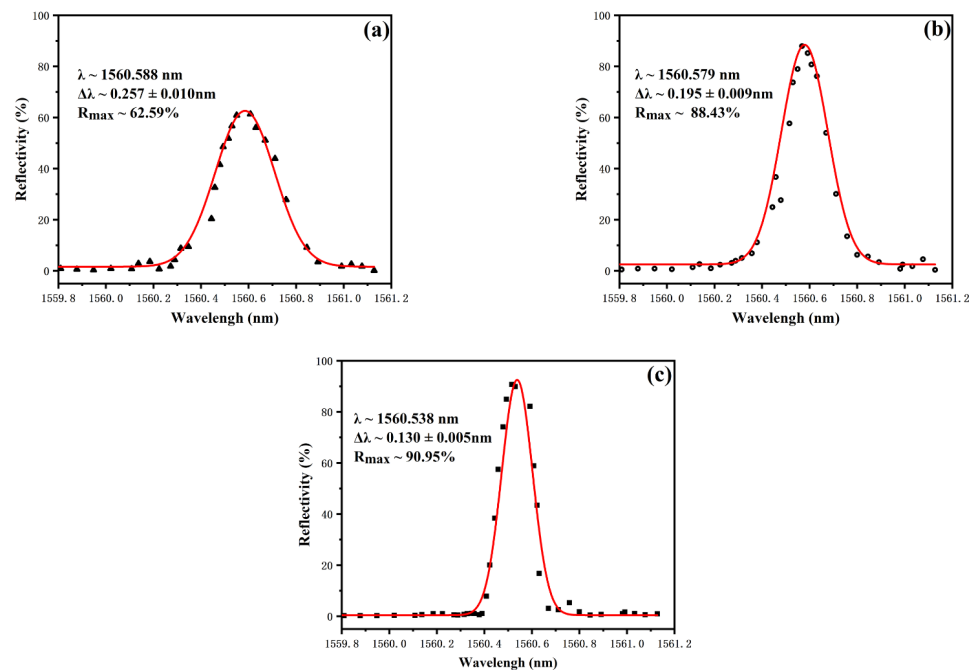 (a)
λ ~ 1560.588 nm
Δλ ~ 0.257 ± 0.010nm
Rmax ~ 62.59%
Reflectivity (%)
100
80
60
40
20
0
1559.8 1560.0 1560.2 1560.4 1560.6 1560.8 1561.0 1561.2
Wavelengh (nm)
(b)
λ ~ 1560.579 nm
Δλ ~ 0.195 ± 0.009nm
Rmax ~ 88.43%
Reflectivity (%)
100
80
60
40
20
0
1559.8 1560.0 1560.2 1560.4 1560.6 1560.8 1561.0 1561.2
Wavelengh (nm)
(c)
λ ~ 1560.538 nm
Δλ ~ 0.130 ± 0.005nm
Rmax ~ 90.95%
Reflectivity (%)
100
80
60
40
20
0
1559.8 1560.0 1560.2 1560.4 1560.6 1560.8 1561.0 1561.2
Wavelengh (nm)